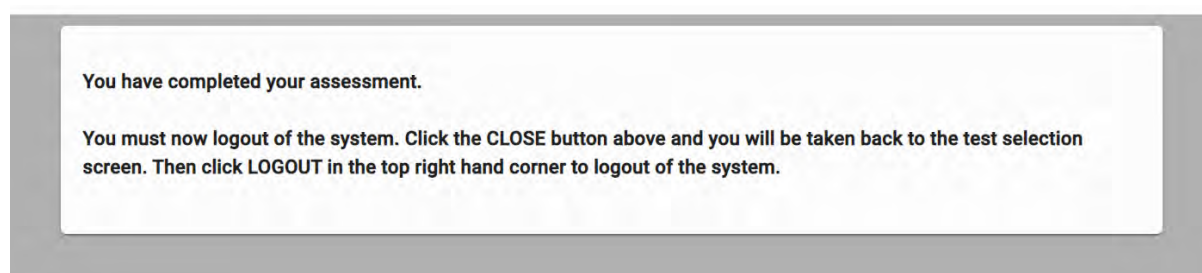 You have completed your assessment.
You must now logout of the system. Click the CLOSE button above and you will be taken back to the test selection
screen. Then click LOGOUT in the top right hand corner to logout of the system.